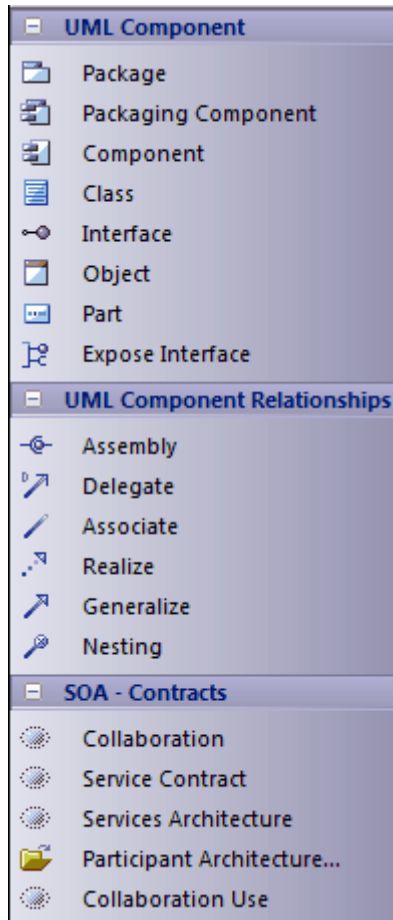 UML Component
Package
Packaging Component
Component
Class
Interface
Object
Part
Expose Interface
UML Component Relationships
Assembly
Delegate
Associate
Realize
Generalize
Nesting
SOA - Contracts
Collaboration
Service Contract
Services Architecture
Participant Architecture...
Collaboration Use